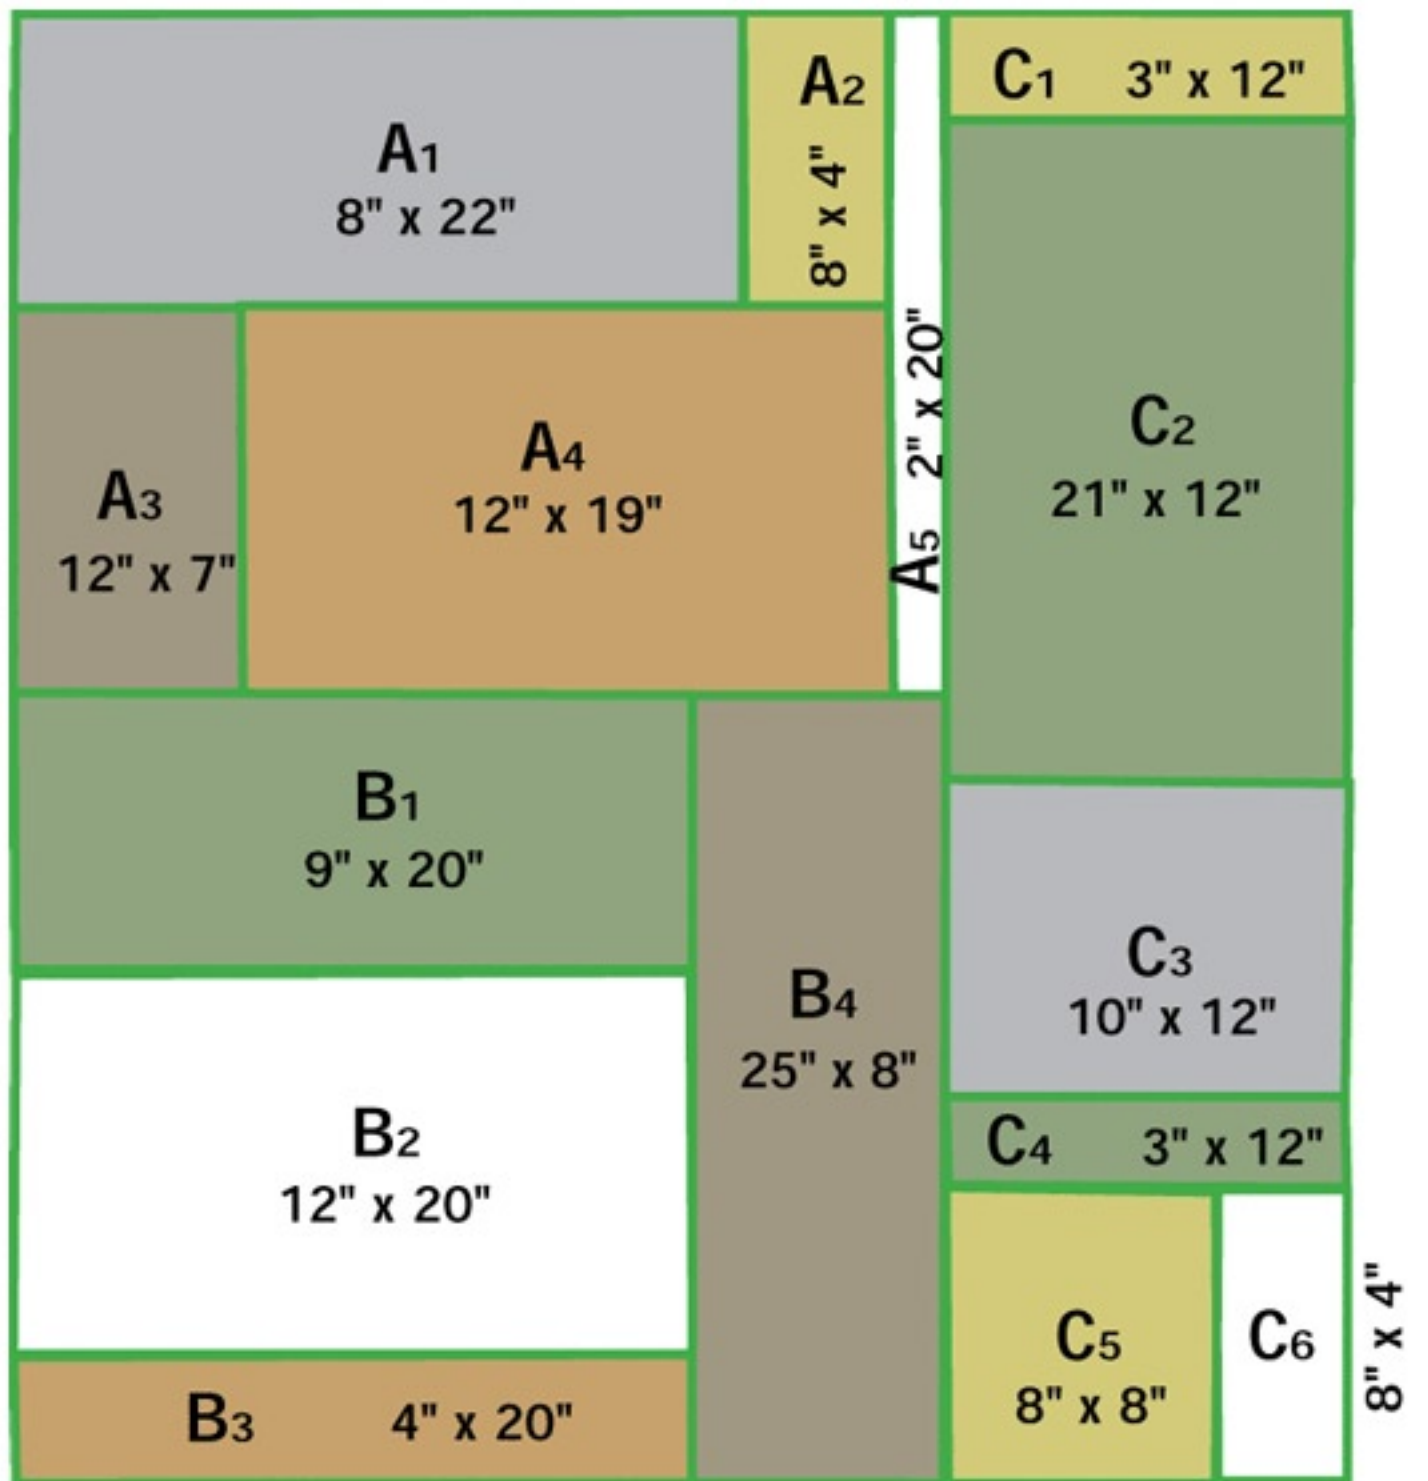 A1
8" x 22"
A2
8" x 4"
A3
12" x 7"
A4
12" x 19"
A5 2" x 20"
B1
9" x 20"
B2
12" x 20"
B3 4" x 20"
B4
25" x 8"
C1 3" x 12"
C2
21" x 12"
C3
10" x 12"
C4 3" x 12"
C5
8" x 8"
C6
8" x 4"